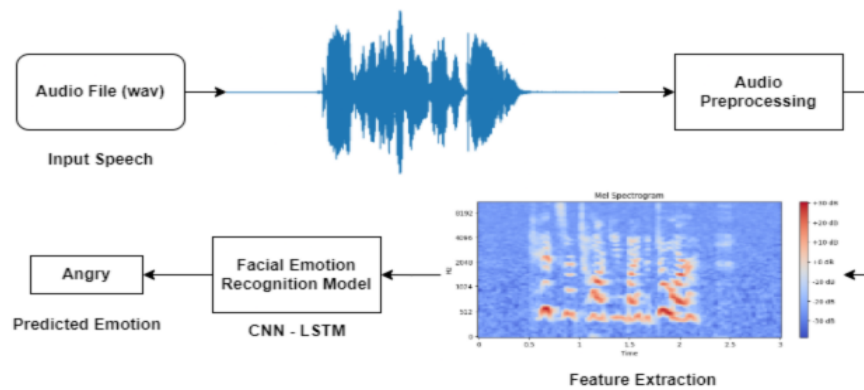 Audio File (wav)
Input Speech
Audio
Preprocessing
Mel Spectrogram
8192
4096
2048
1024
512
0
Hz
0
0.5
1
1.5
2
2.5
3
Time
+30 dB
+20 dB
+10 dB
+0 dB
-10 dB
-20 dB
-30 dB
Feature Extraction
Facial Emotion
Recognition Model
CNN - LSTM
Angry
Predicted Emotion